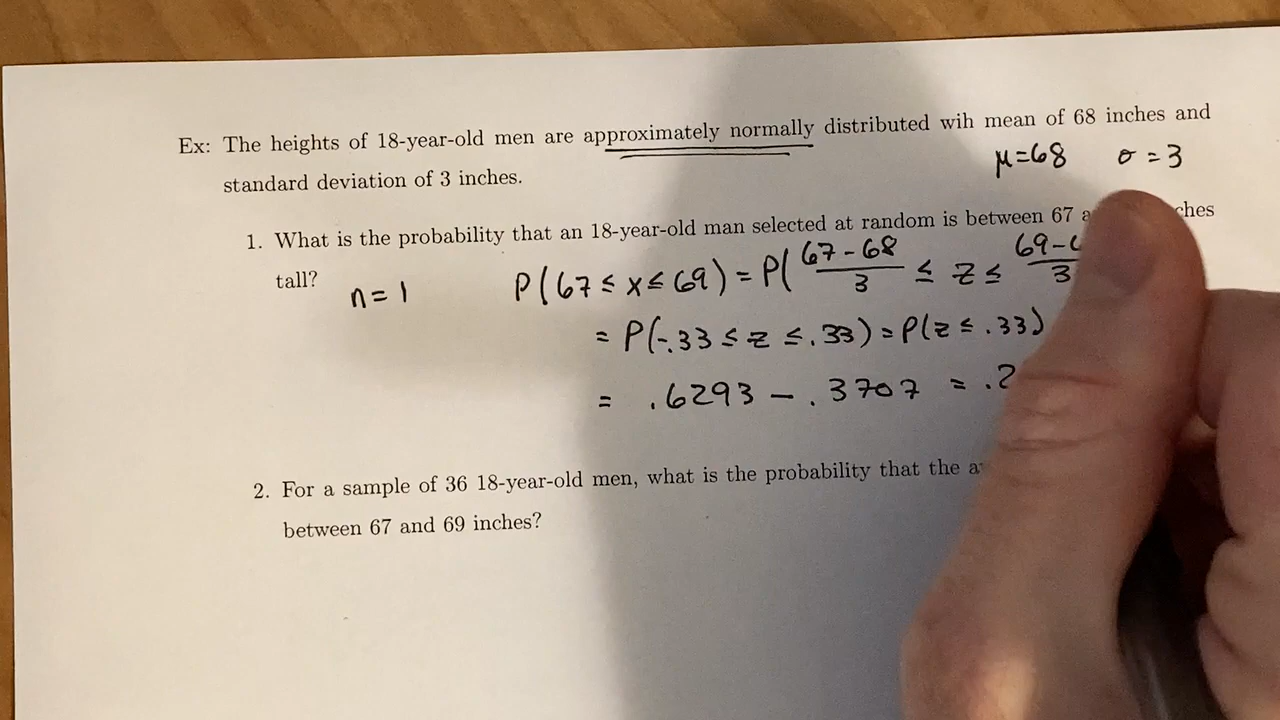 Ex: The heights of 18-year-old men are approximately normally distributed wih mean of 68 inches and
μ=68 σ=3
standard deviation of 3 inches.
1. What is the probability that an 18-year-old man selected at random is between 67
tall? n=1 P(67≤x≤69)=P( 67-68/3 ≤ z ≤ 69-/3
= P(-.33 ≤ z ≤ .33) = P(z ≤ .33)
= .6293 - .3707 = .2
2. For a sample of 36 18-year-old men, what is the probability that the
between 67 and 69 inches?